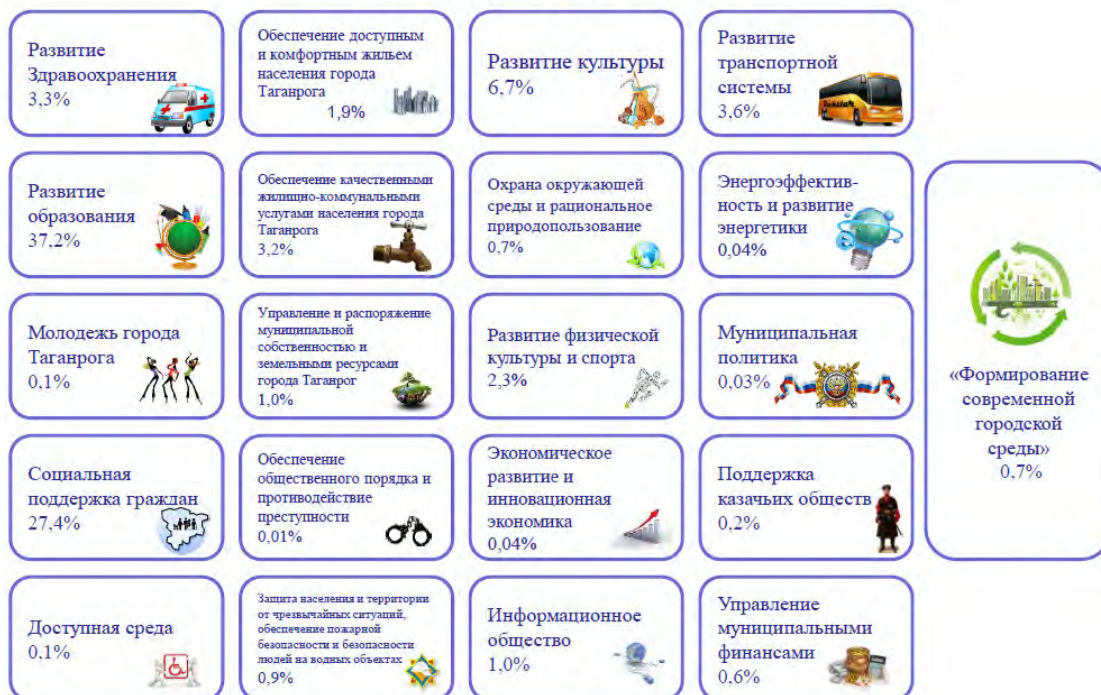 Развитие
Здравоохранения
3,3%
Обеспечение доступным
и комфортным жильем
населения города
Таганрога
1,9%
Развитие культуры
6,7%
Развитие
транспортной
системы
3,6%
Развитие
образования
37,2%
Обеспечение качественными
жилищно-коммунальными
услугами населения города
Таганрога
3,2%
Охрана окружающей
среды и рациональное
природопользование
0,7%
Энергоэффектив-
ность и развитие
энергетики
0,04%
Молодежь города
Таганрога
0,1%
Управление и распоряжение
муниципальной
собственностью и
земельными ресурсами
города Таганрог
1,0%
Развитие физической
культуры и спорта
2,3%
Муниципальная
политика
0,03%
Социальная
поддержка граждан
27,4%
Обеспечение
общественного порядка и
противодействие
преступности
0,01%
Экономическое
развитие и
инновационная
экономика
0,04%
Поддержка
казачьих обществ
0,2%
Доступная среда
0,1%
Защита населения и территории
от чрезвычайных ситуаций,
обеспечение пожарной
безопасности и безопасности
людей на водных объектах
0,9%
Информационное
общество
1,0%
Управление
муниципальными
финансами
0,6%
«Формирование
современной
городской
среды»
0,7%